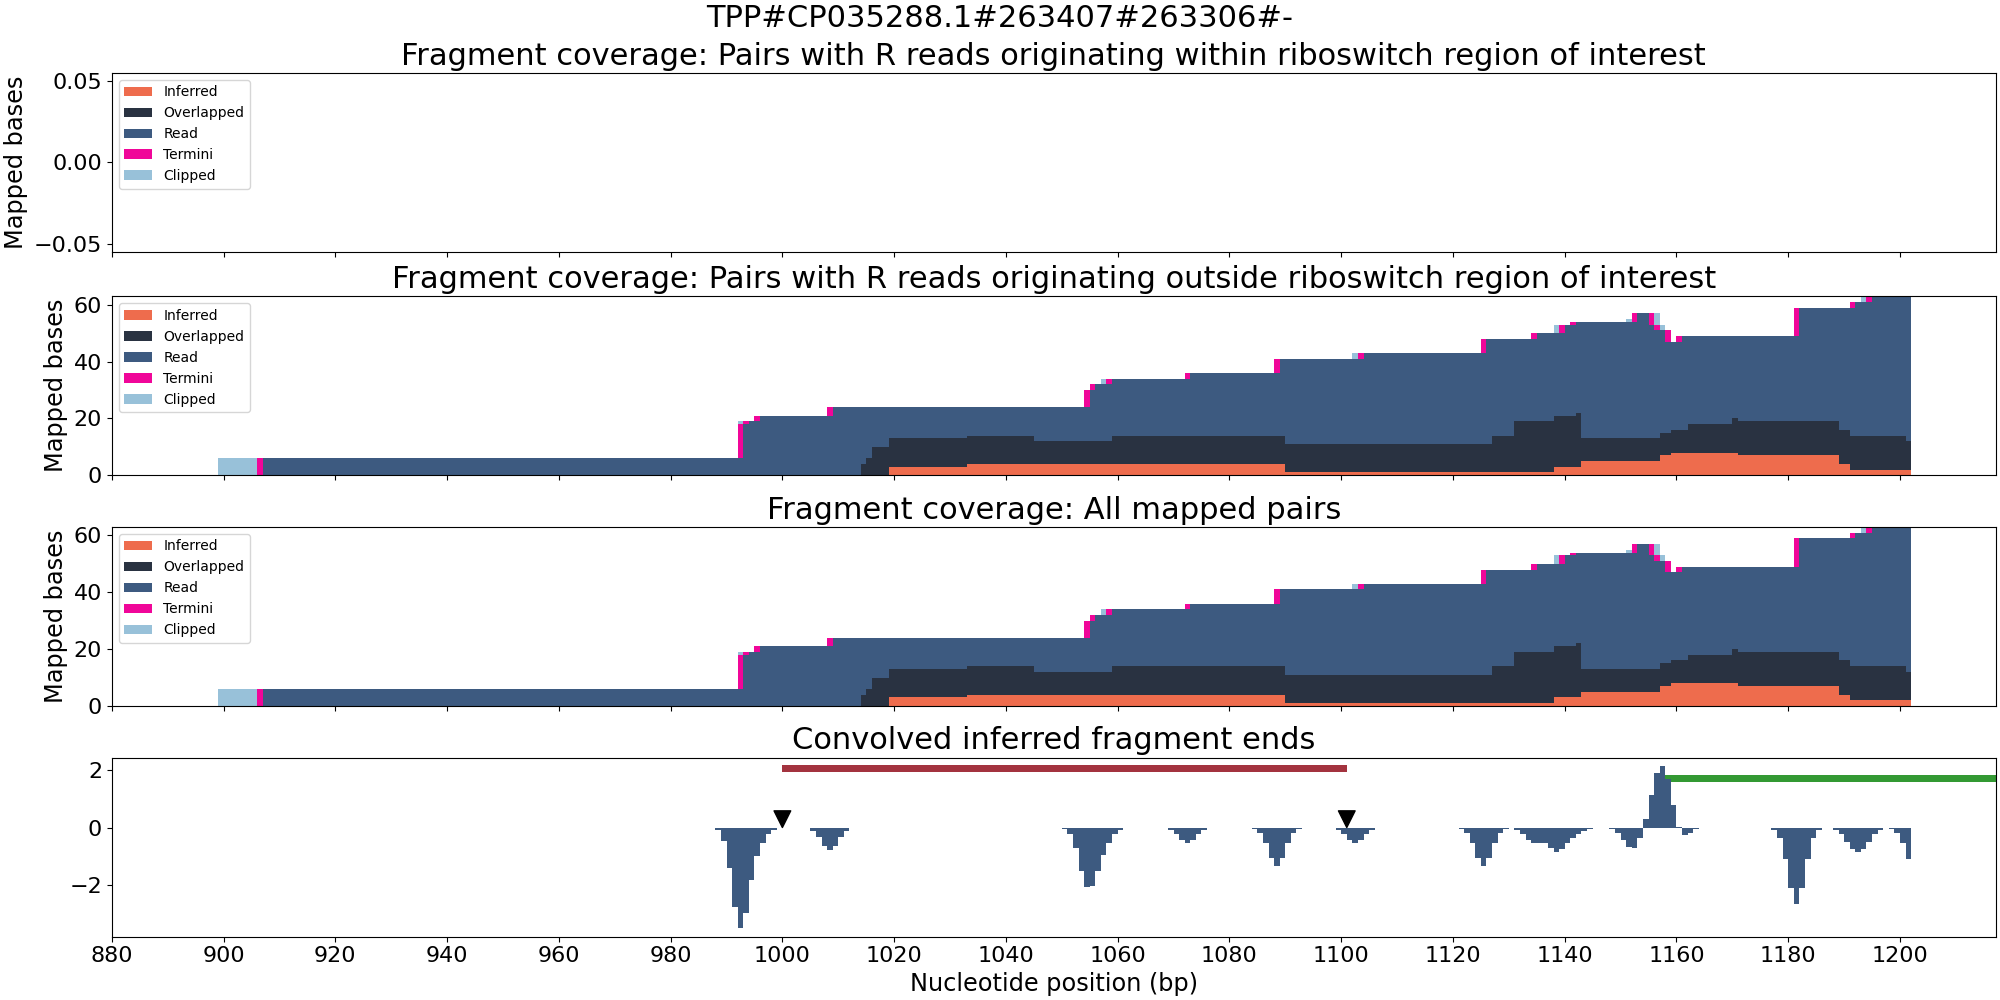 TPP#CP035288.1#263407#263306#-
Fragment coverage: Pairs with R reads originating within riboswitch region of interest
Mapped bases
0.05
0.00
−0.05
Inferred
Overlapped
Read
Termini
Clipped
Fragment coverage: Pairs with R reads originating outside riboswitch region of interest
Mapped bases
60
40
20
0
Inferred
Overlapped
Read
Termini
Clipped
Fragment coverage: All mapped pairs
Mapped bases
60
40
20
0
Inferred
Overlapped
Read
Termini
Clipped
Convolved inferred fragment ends
2
0
−2
880 900 920 940 960 980 1000 1020 1040 1060 1080 1100 1120 1140 1160 1180 1200
Nucleotide position (bp)